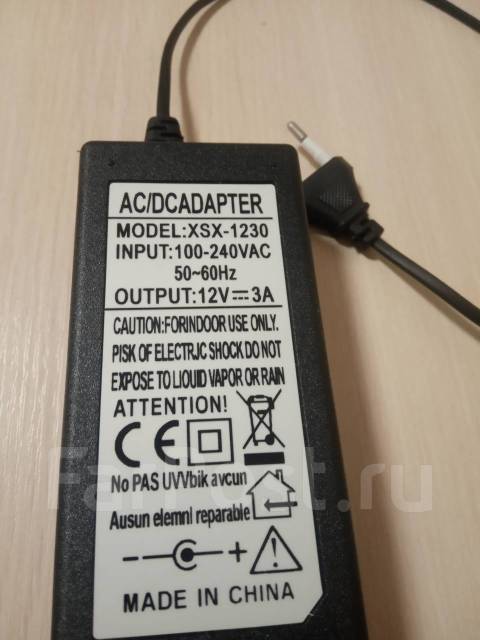 AC/DCADAPTER
MODEL:XSX-1230
INPUT:100-240VAC
50~60Hz
OUTPUT:12V⎓3A
CAUTION:FORINDOOR USE ONLY.
PISK OF ELECTRJC SHOCK DO NOT
EXPOSE TO LIOUID VAPOR OR RAIN
ATTENTION!
CE
No PAS UVVbik avcun
Ausun elemnl reparabie
- +
MADE IN CHINA
FarPost.ru